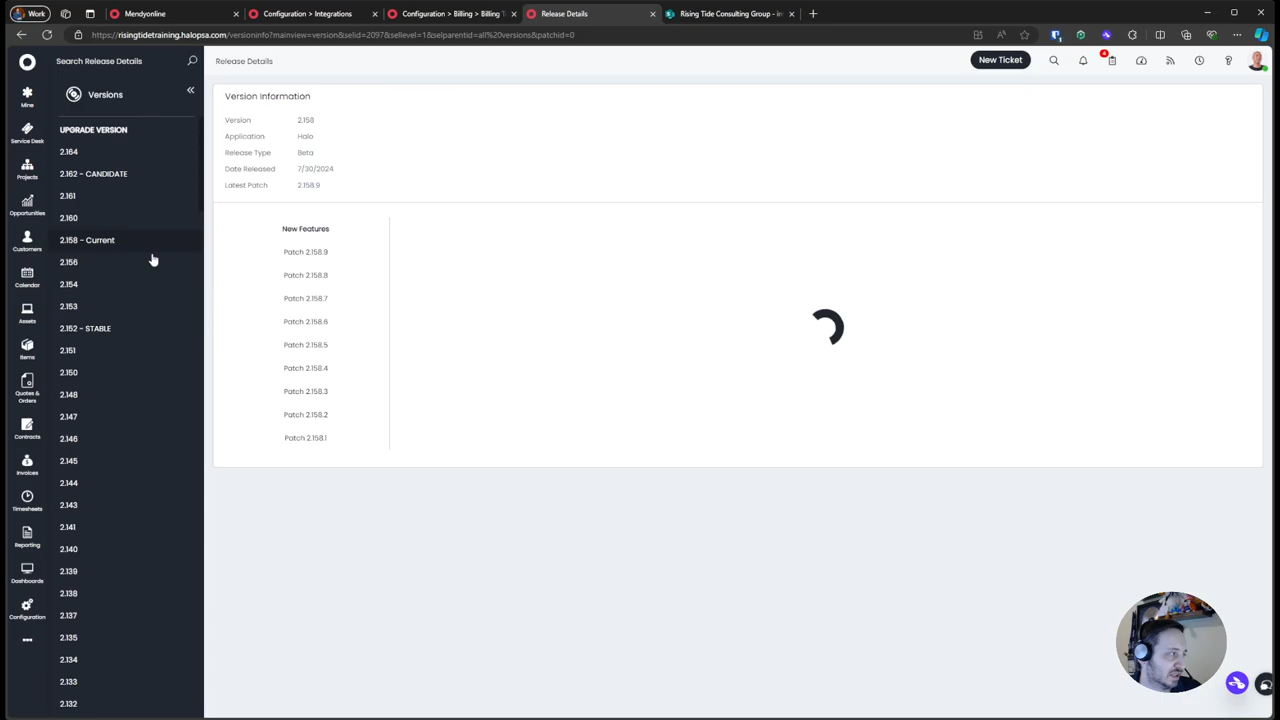 Work
Mendyonline
Configuration > Integrations
Configuration > Billing > Billing T
Release Details
Rising Tide Consulting Group - in
https://risingtidetraining.halopsa.com/versioninfo?mainview=version&selid=2097&sellevel=1&selparentid=all%20versions&patchid=0
Search Release Details
Release Details
New Ticket
4
Mine
Service Desk
Projects
Opportunities
Customers
Calendar
Assets
Items
Quotes & Orders
Contracts
Invoices
Timesheets
Reporting
Dashboards
Configuration
Versions
UPGRADE VERSION
2.164
2.162 - CANDIDATE
2.161
2.160
2.158 - Current
2.156
2.154
2.153
2.152 - STABLE
2.151
2.150
2.148
2.147
2.146
2.145
2.144
2.143
2.141
2.140
2.139
2.138
2.137
2.135
2.134
2.133
2.132
Version Information
Version 2.158
Application Halo
Release Type Beta
Date Released 7/30/2024
Latest Patch 2.158.9
New Features
Patch 2.158.9
Patch 2.158.8
Patch 2.158.7
Patch 2.158.6
Patch 2.158.5
Patch 2.158.4
Patch 2.158.3
Patch 2.158.2
Patch 2.158.1